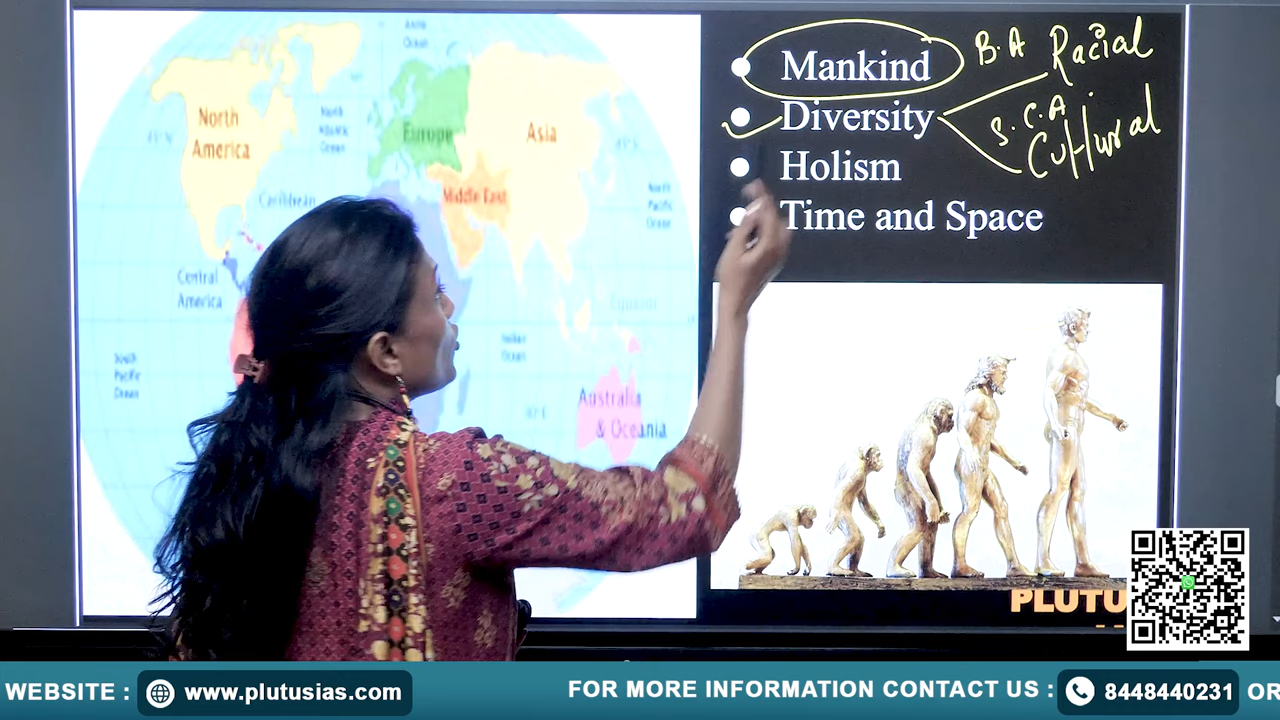 North
America
Europe
Asia
Middle East
Caribbean
North
Pacific
Ocean
Central
America
Equator
Indian
Ocean
South
Pacific
Ocean
Australia
& Oceania
Mankind
Diversity
Holism
Time and Space
B.A Racial
S.C.A
Cultural
PLUTU
WEBSITE : www.plutusias.com
FOR MORE INFORMATION CONTACT US : 8448440231 OR